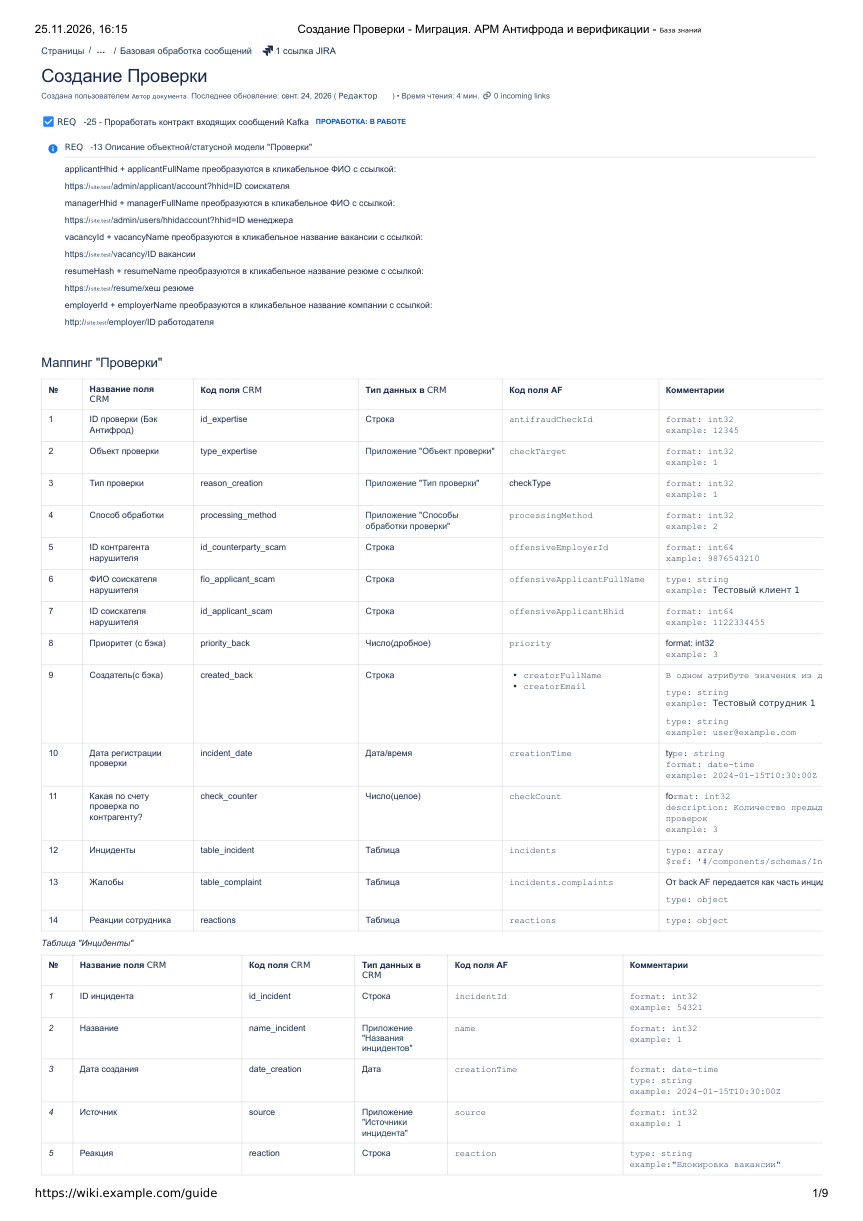 25.11.2026, 16:15 Создание Проверки - Миграция. АРМ Антифрода и верификации - База знаний
Страницы / ... / Базовая обработка сообщений 1 ссылка JIRA
Создание Проверки
Создана пользователем Автор документа. Последнее обновление: сент. 24, 2026 ( Редактор ) • Время чтения: 4 мин. 0 incoming links
REQ -25 - Проработать контракт входящих сообщений Kafka ПРОРАБОТКА: В РАБОТЕ
REQ -13 Описание объектной/статусной модели "Проверки"
applicantHhid + applicantFullName преобразуются в кликабельное ФИО с ссылкой:
https://site.test/admin/applicant/account?hhid=ID соискателя
managerHhid + managerFullName преобразуются в кликабельное ФИО с ссылкой:
https://site.test/admin/users/hhidaccount?hhid=ID менеджера
vacancyId + vacancyName преобразуются в кликабельное название вакансии с ссылкой:
https://site.test/vacancy/ID вакансии
resumeHash + resumeName преобразуются в кликабельное название резюме с ссылкой:
https://site.test/resume/хеш резюме
employerId + employerName преобразуются в кликабельное название компании с ссылкой:
http://site.test/employer/ID работодателя
Маппинг "Проверки"
№ Название поля Код поля CRM Тип данных в CRM Код поля AF Комментарии
CRM
1 ID проверки (Бэк id_expertise Строка antifraudCheckId format: int32
Антифрод) example: 12345
2 Объект проверки type_expertise Приложение "Объект проверки" checkTarget format: int32
example: 1
3 Тип проверки reason_creation Приложение "Тип проверки" checkType format: int32
example: 1
4 Способ обработки processing_method Приложение "Способы processingMethod format: int32
обработки проверки" example: 2
5 ID контрагента id_counterparty_scam Строка offensiveEmployerId format: int64
нарушителя xample: 9876543210
6 ФИО соискателя fio_applicant_scam Строка offensiveApplicantFullName type: string
нарушителя example: Тестовый клиент 1
7 ID соискателя id_applicant_scam Строка offensiveApplicantHhid format: int64
нарушителя example: 1122334455
8 Приоритет (с бэка) priority_back Число(дробное) priority format: int32
example: 3
9 Создатель(с бэка) created_back Строка • creatorFullName В одном атрибуте значения из д
• creatorEmail
type: string
example: Тестовый сотрудник 1
type: string
example: user@example.com
10 Дата регистрации incident_date Дата/время creationTime type: string
проверки format: date-time
example: 2024-01-15T10:30:00Z
11 Какая по счету check_counter Число(целое) checkCount format: int32
проверка по description: Количество предыд
контрагенту? проверок
example: 3
12 Инциденты table_incident Таблица incidents type: array
$ref: '#/components/schemas/In
13 Жалобы table_complaint Таблица incidents.complaints От back AF передается как часть инци
type: object
14 Реакции сотрудника reactions Таблица reactions type: object
Таблица "Инциденты"
№ Название поля CRM Код поля CRM Тип данных в Код поля AF Комментарии
CRM
1 ID инцидента id_incident Строка incidentId format: int32
example: 54321
2 Название name_incident Приложение name format: int32
"Названия example: 1
инцидентов"
3 Дата создания date_creation Дата creationTime format: date-time
type: string
example: 2024-01-15T10:30:00Z
4 Источник source Приложение source format: int32
"Источники example: 1
инцидента"
5 Реакция reaction Строка reaction type: string
example:"Блокировка вакансии"
https://wiki.example.com/guide 1/9